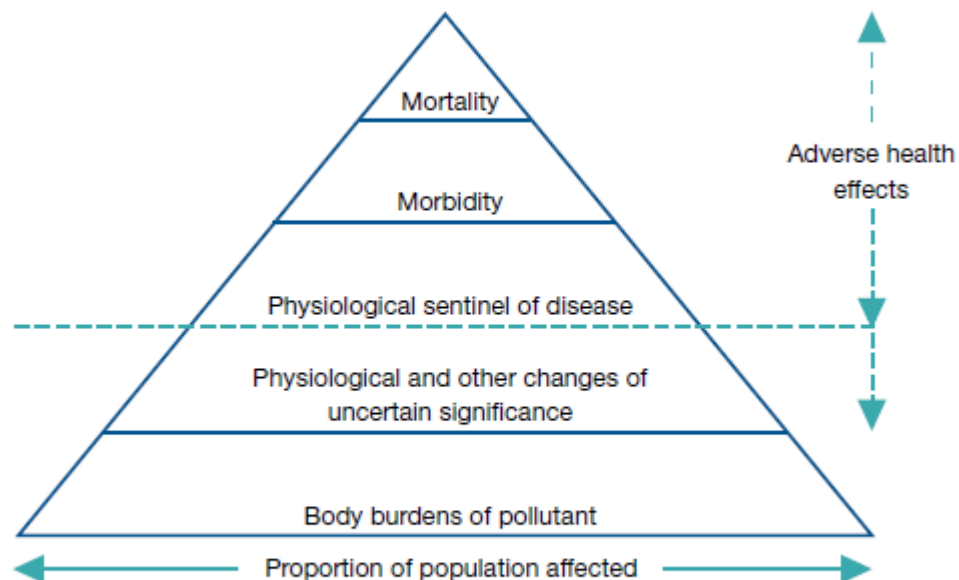 Mortality
Adverse health
effects
Morbidity
Physiological sentinel of disease
Physiological and other changes of
uncertain significance
Body burdens of pollutant
Proportion of population affected